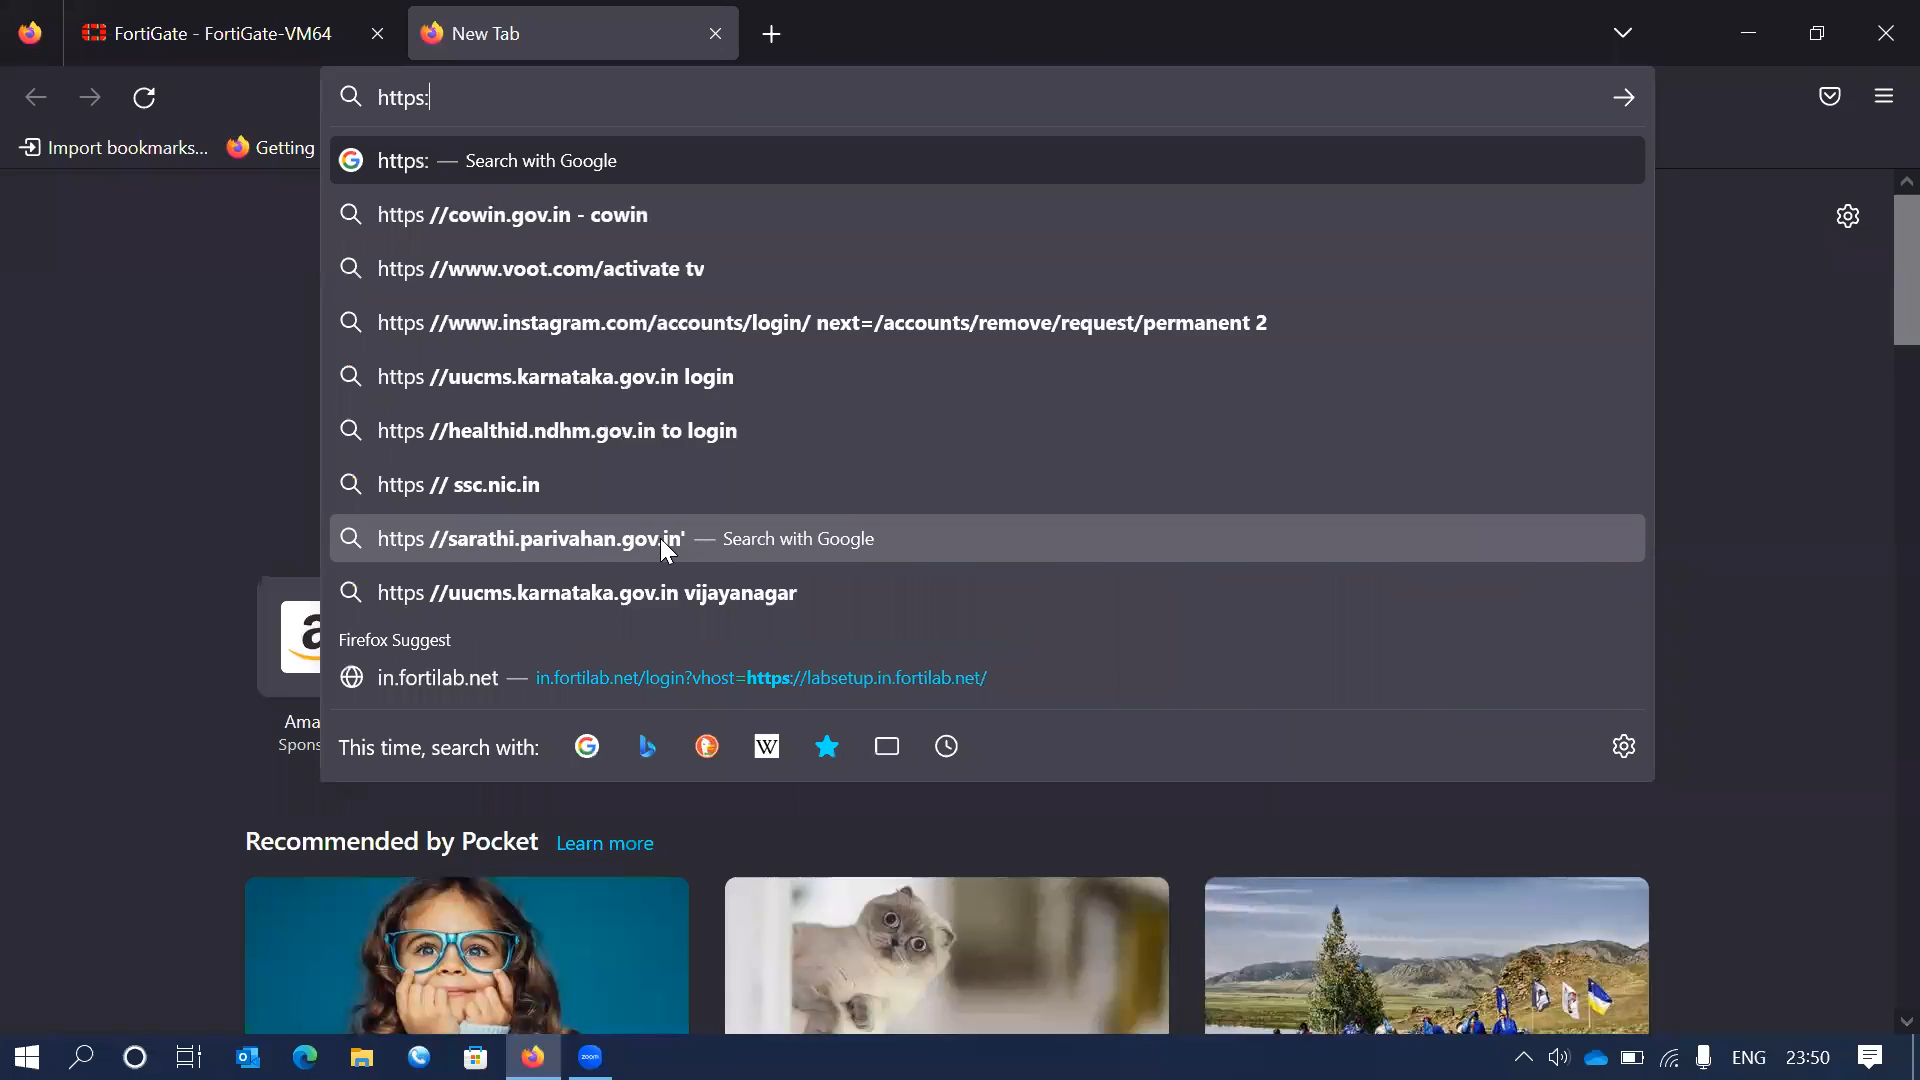 FortiGate - FortiGate-VM64
New Tab
https:
Import bookmarks...
Getting
https: — Search with Google
https //cowin.gov.in - cowin
https //www.voot.com/activate tv
https //www.instagram.com/accounts/login/ next=/accounts/remove/request/permanent 2
https //uucms.karnataka.gov.in login
https //healthid.ndhm.gov.in to login
https // ssc.nic.in
https //sarathi.parivahan.gov.in' — Search with Google
https //uucms.karnataka.gov.in vijayanagar
Firefox Suggest
in.fortilab.net — in.fortilab.net/login?vhost=https://labsetup.in.fortilab.net/
Ama
Spons
This time, search with:
W
Recommended by Pocket Learn more
zoom
ENG 23:50